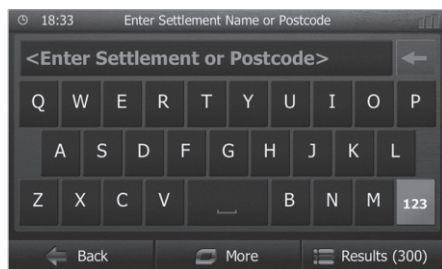 18:33 Enter Settlement Name or Postcode
<Enter Settlement or Postcode>
Q W E R T Y U I O P
A S D F G H J K L
Z X C V B N M 123
Back More Results (300)